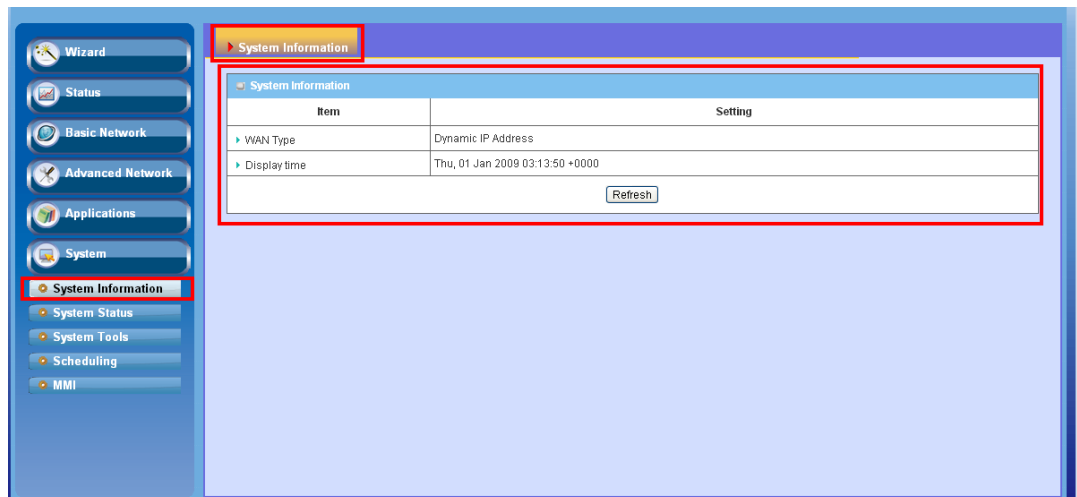 Wizard
Status
Basic Network
Advanced Network
Applications
System
System Information
System Status
System Tools
Scheduling
MMI
System Information
System Information
Item Setting
WAN Type Dynamic IP Address
Display time Thu, 01 Jan 2009 03:13:50 +0000
Refresh